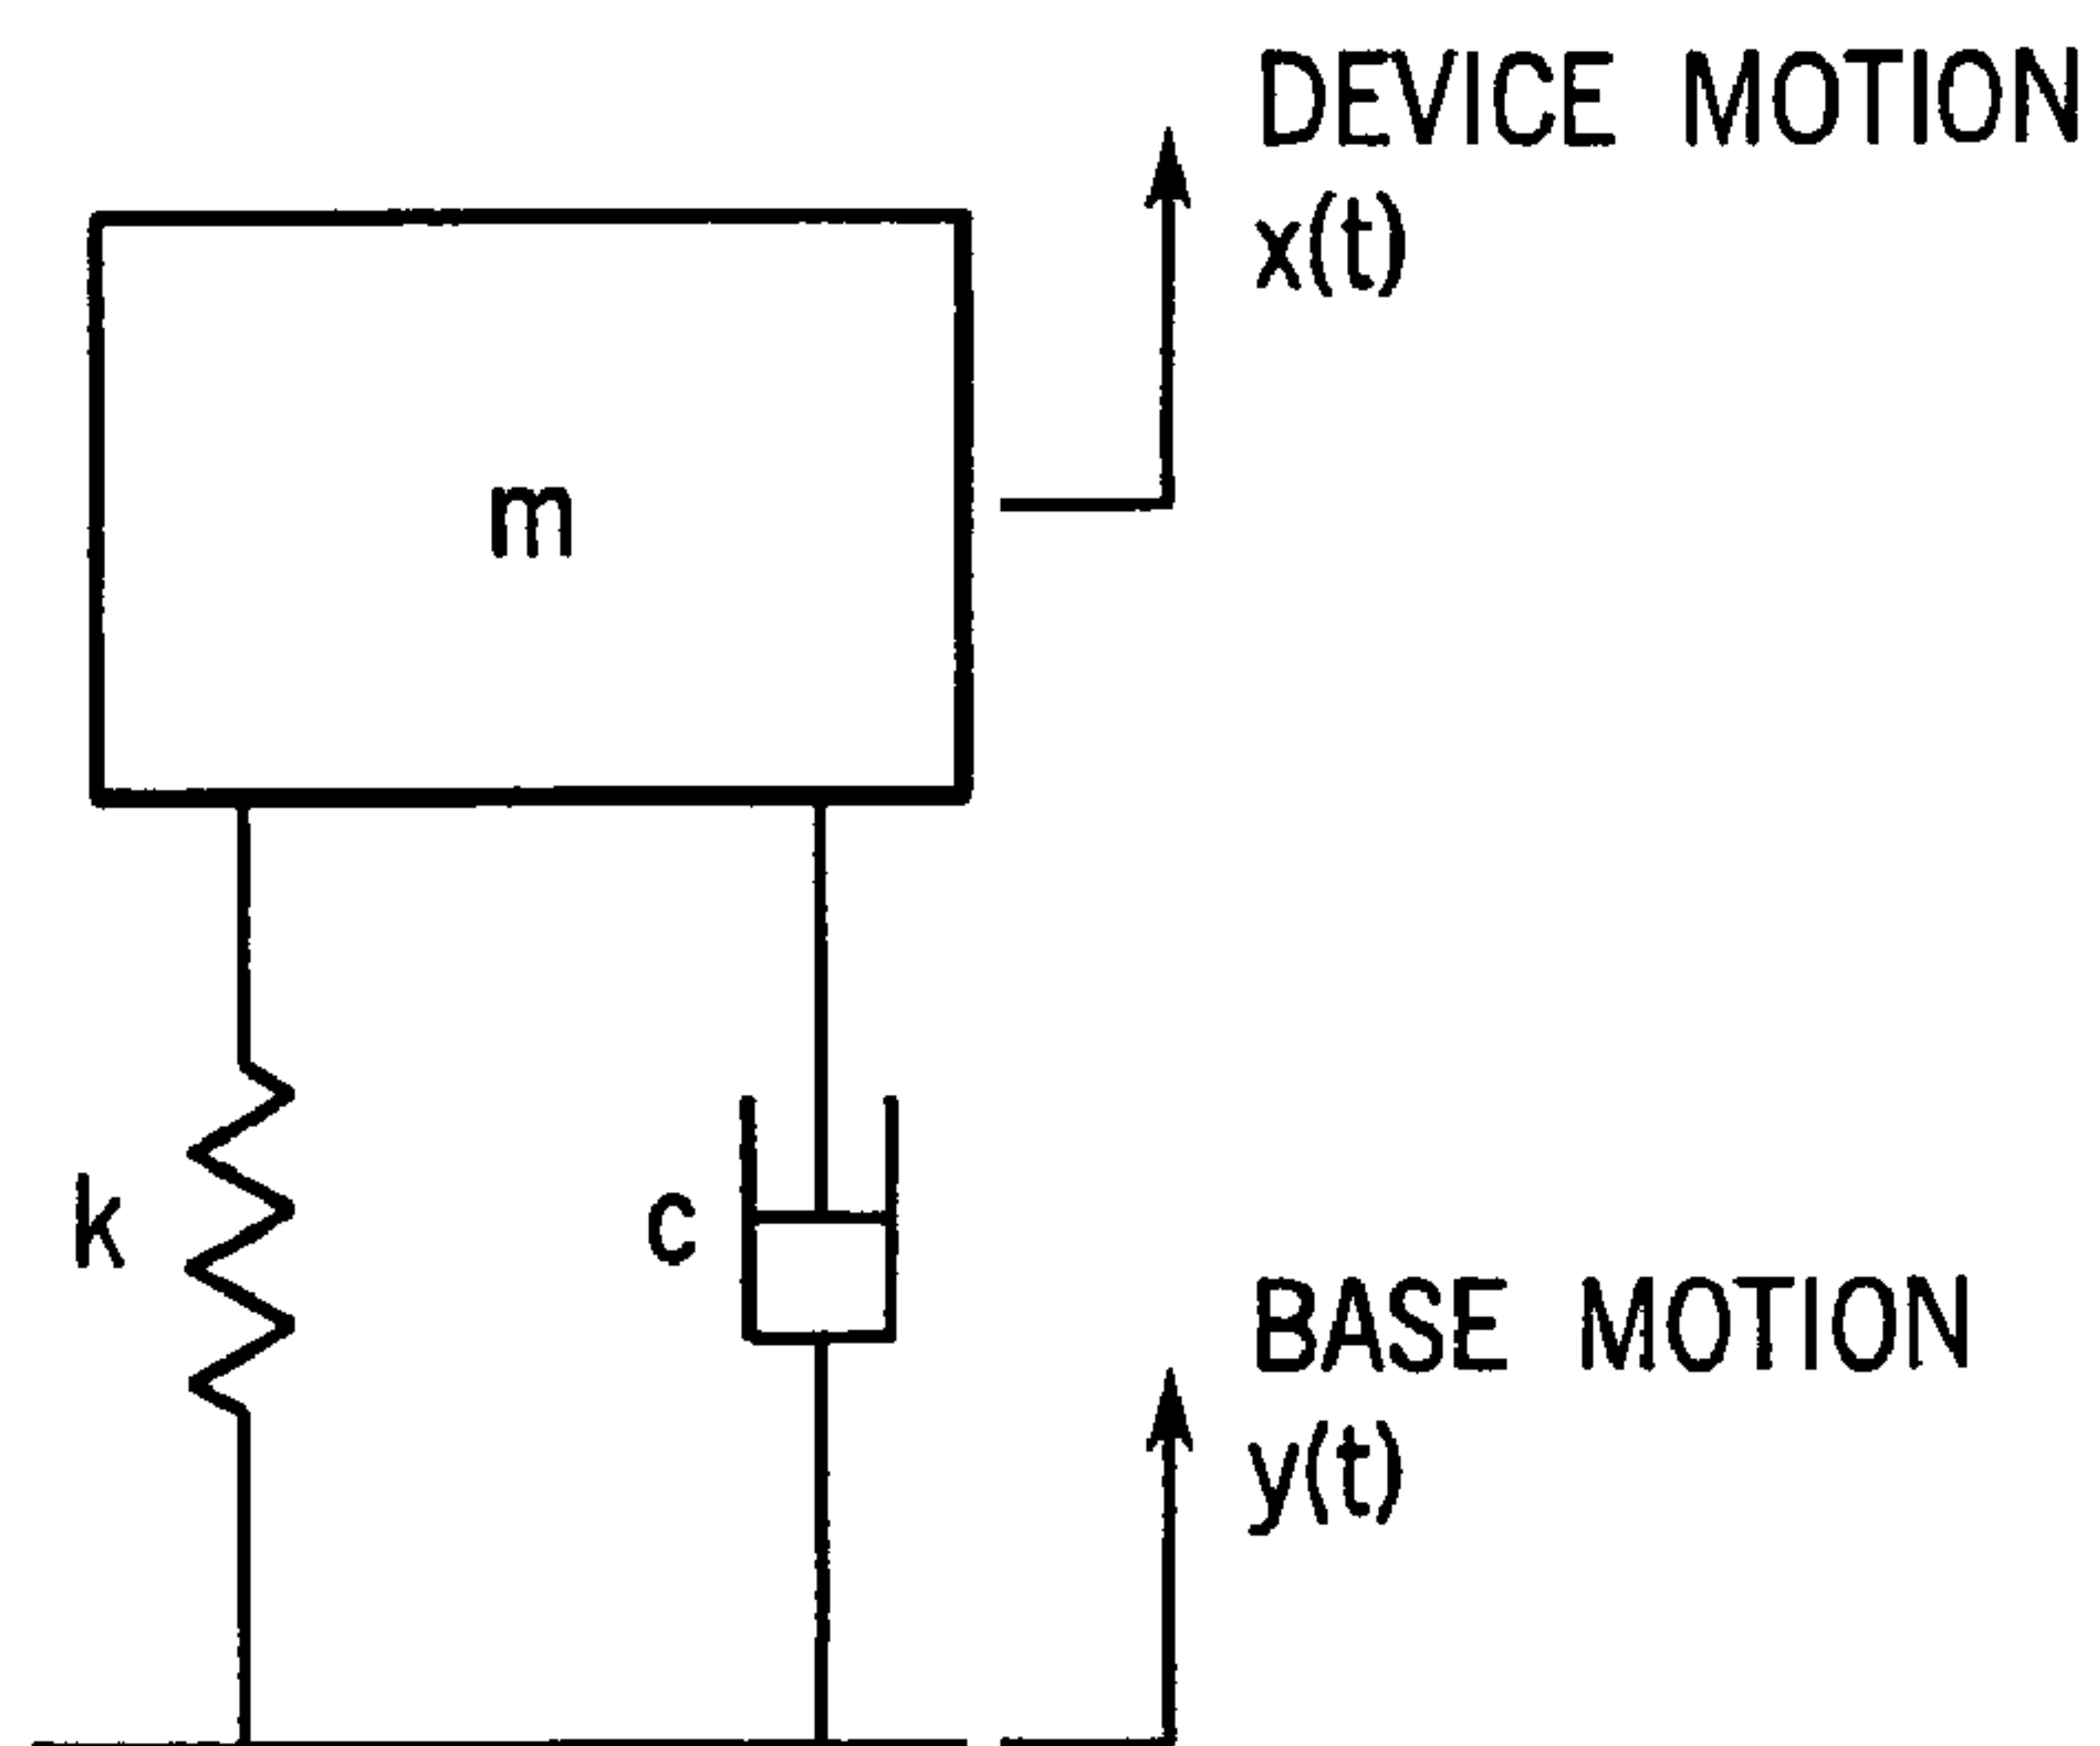 DEVICE MOTION
x(t)
m
k
c
BASE MOTION
y(t)